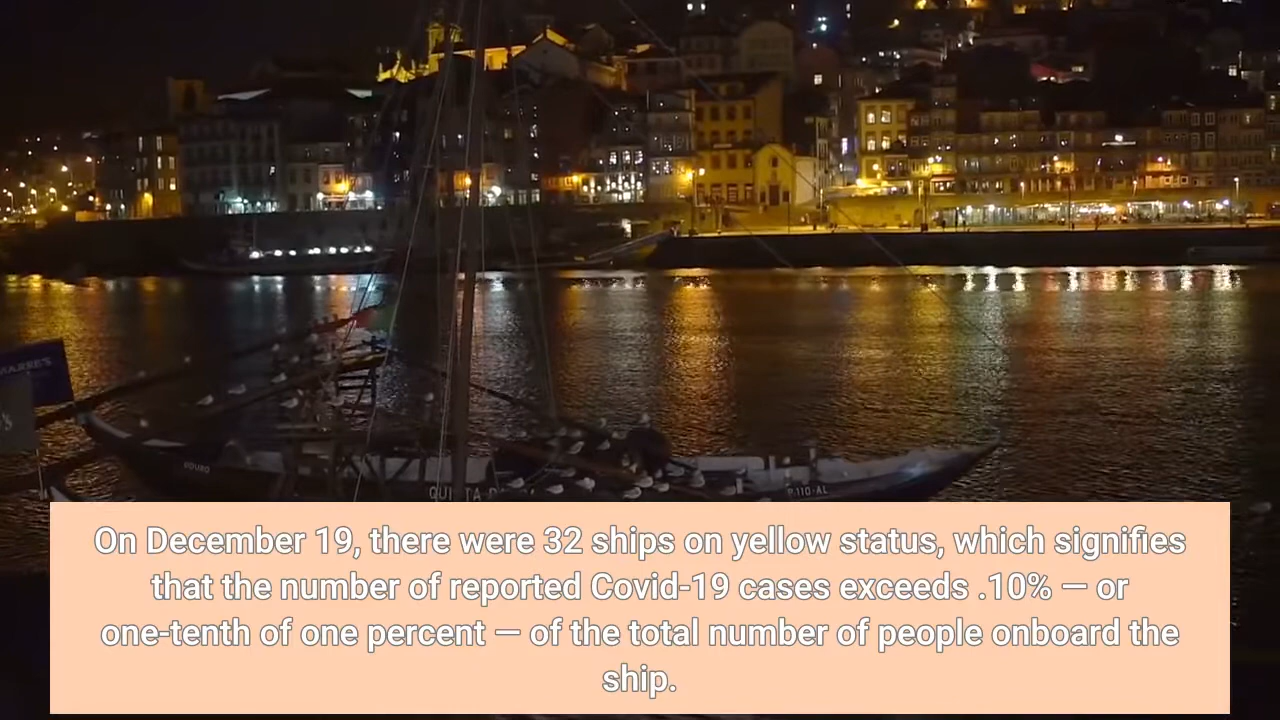 DOURO
On December 19, there were 32 ships on yellow status, which signifies
that the number of reported Covid-19 cases exceeds .10% — or
one-tenth of one percent — of the total number of people onboard the
ship.